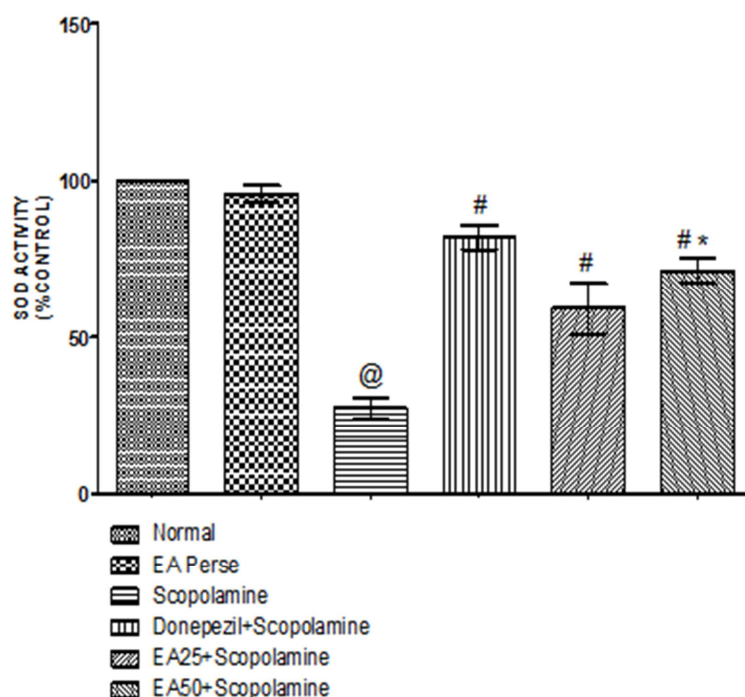 150
100
50
0
SOD ACTIVITY
(%CONTROL)
@
#
#
# *
Normal
EA Perse
Scopolamine
Donepezil+Scopolamine
EA25+Scopolamine
EA50+Scopolamine